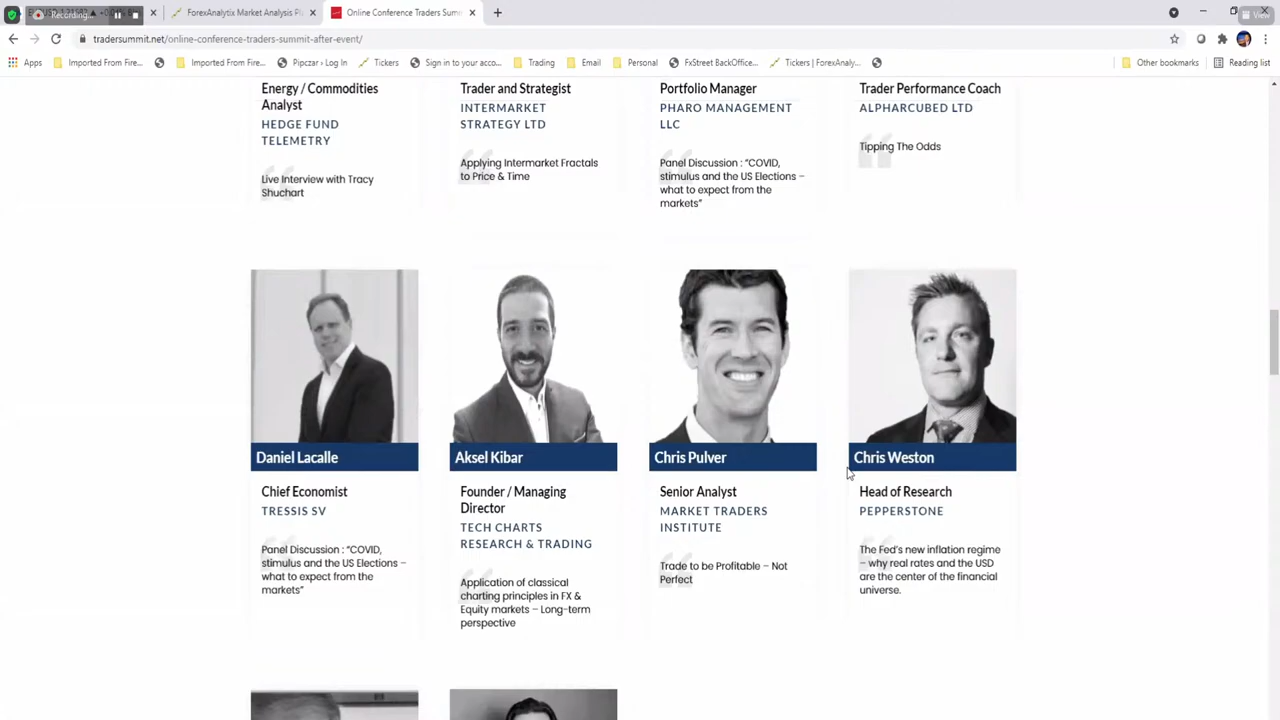 EURUSD 1.21682 ▲ +0.04%
Recording...
ForexAnalytix Market Analysis Pl
Online Conference Traders Sum
View
tradersummit.net/online-conference-traders-summit-after-event/
Apps
Imported From Fire...
Imported From Fire...
Pipczar › Log In
Tickers
Sign in to your acco...
Trading
Email
Personal
FxStreet BackOffice...
Tickers | ForexAnaly...
Other bookmarks
Reading list
Energy / Commodities
Analyst
HEDGE FUND
TELEMETRY
Live Interview with Tracy
Shuchart
Trader and Strategist
INTERMARKET
STRATEGY LTD
Applying Intermarket Fractals
to Price & Time
Portfolio Manager
PHARO MANAGEMENT
LLC
Panel Discussion : “COVID,
stimulus and the US Elections –
what to expect from the
markets”
Trader Performance Coach
ALPHARCUBED LTD
Tipping The Odds
Daniel Lacalle
Chief Economist
TRESSIS SV
Panel Discussion : “COVID,
stimulus and the US Elections –
what to expect from the
markets”
Aksel Kibar
Founder / Managing
Director
TECH CHARTS
RESEARCH & TRADING
Application of classical
charting principles in FX &
Equity markets – Long-term
perspective
Chris Pulver
Senior Analyst
MARKET TRADERS
INSTITUTE
Trade to be Profitable – Not
Perfect
Chris Weston
Head of Research
PEPPERSTONE
The Fed’s new inflation regime
– why real rates and the USD
are the center of the financial
universe.